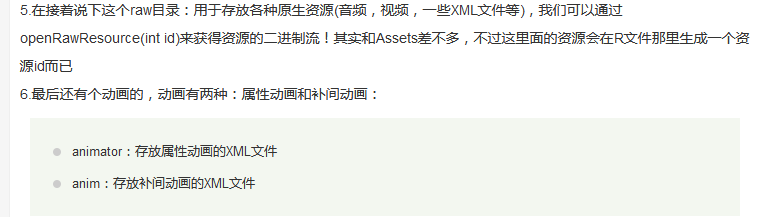 5.在接着说下这个raw目录：用于存放各种原生资源(音频，视频，一些XML文件等)，我们可以通过
openRawResource(int id)来获得资源的二进制流！其实和Assets差不多，不过这里面的资源会在R文件那里生成一个资
源id而已
6.最后还有个动画的，动画有两种：属性动画和补间动画：
animator：存放属性动画的XML文件
anim：存放补间动画的XML文件